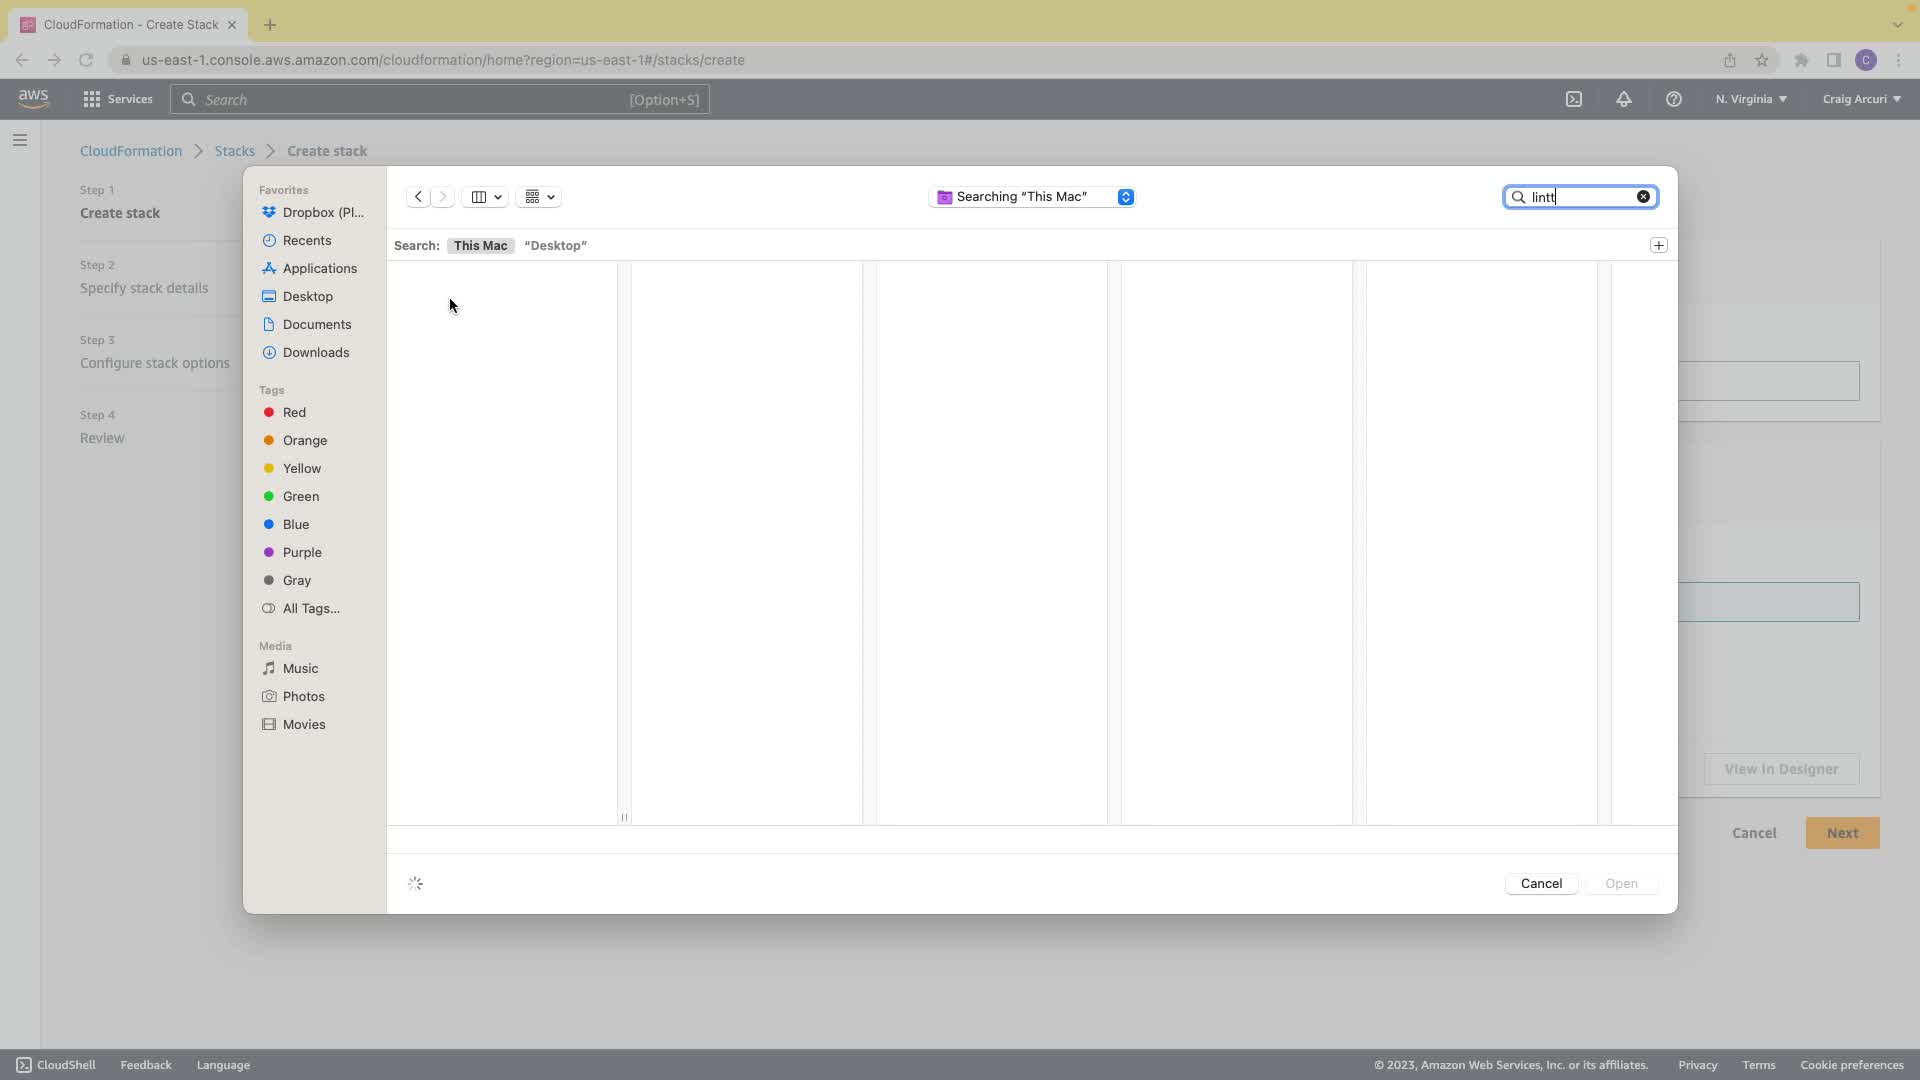 CloudFormation - Create Stack
us-east-1.console.aws.amazon.com/cloudformation/home?region=us-east-1#/stacks/create
C
aws
Services
Search
[Option+S]
N. Virginia
Craig Arcuri
CloudFormation
Stacks
Create stack
Step 1
Create stack
Step 2
Specify stack details
Step 3
Configure stack options
Step 4
Review
Favorites
Dropbox (Pl...
Recents
Applications
Desktop
Documents
Downloads
Tags
Red
Orange
Yellow
Green
Blue
Purple
Gray
All Tags...
Media
Music
Photos
Movies
Searching “This Mac”
lintt
Search:
This Mac
“Desktop”
Cancel
Open
View in Designer
Cancel
Next
CloudShell
Feedback
Language
© 2023, Amazon Web Services, Inc. or its affiliates.
Privacy
Terms
Cookie preferences